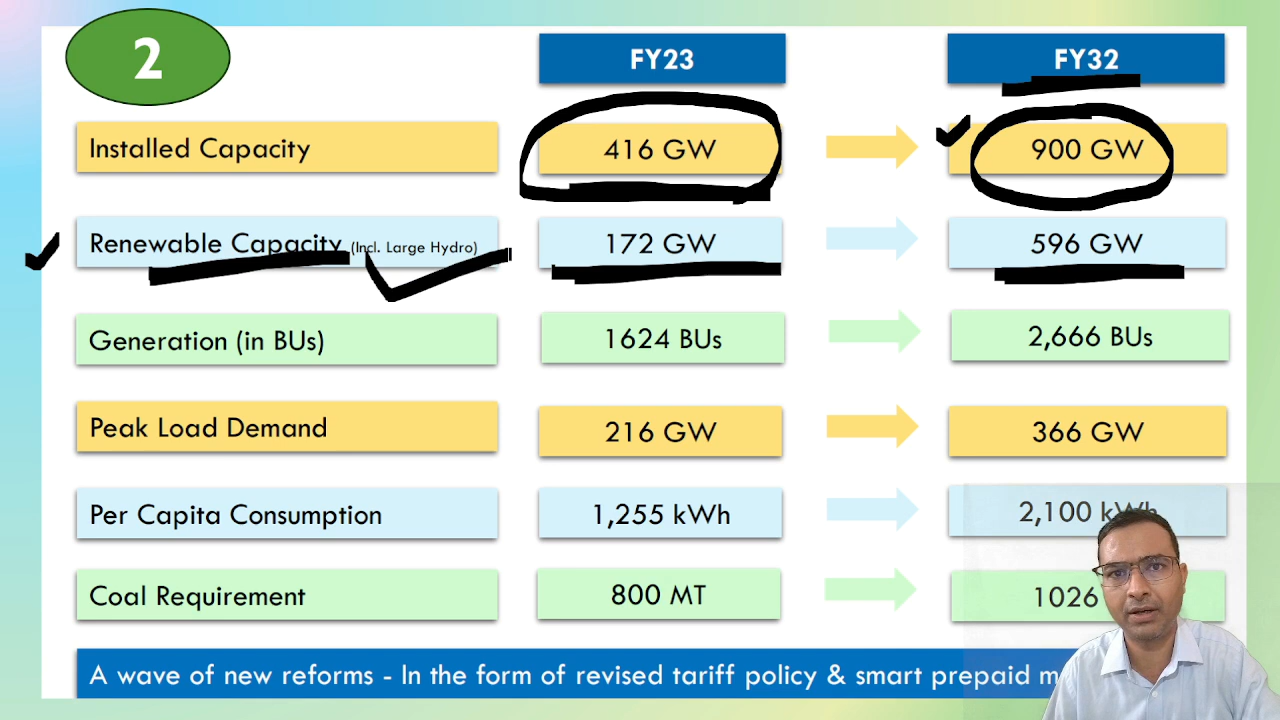 2
FY23
FY32
Installed Capacity
416 GW
900 GW
Renewable Capacity (Incl. Large Hydro)
172 GW
596 GW
Generation (in BUs)
1624 BUs
2,666 BUs
Peak Load Demand
216 GW
366 GW
Per Capita Consumption
1,255 kWh
2,100 kWh
Coal Requirement
800 MT
1026
A wave of new reforms - In the form of revised tariff policy & smart prepaid